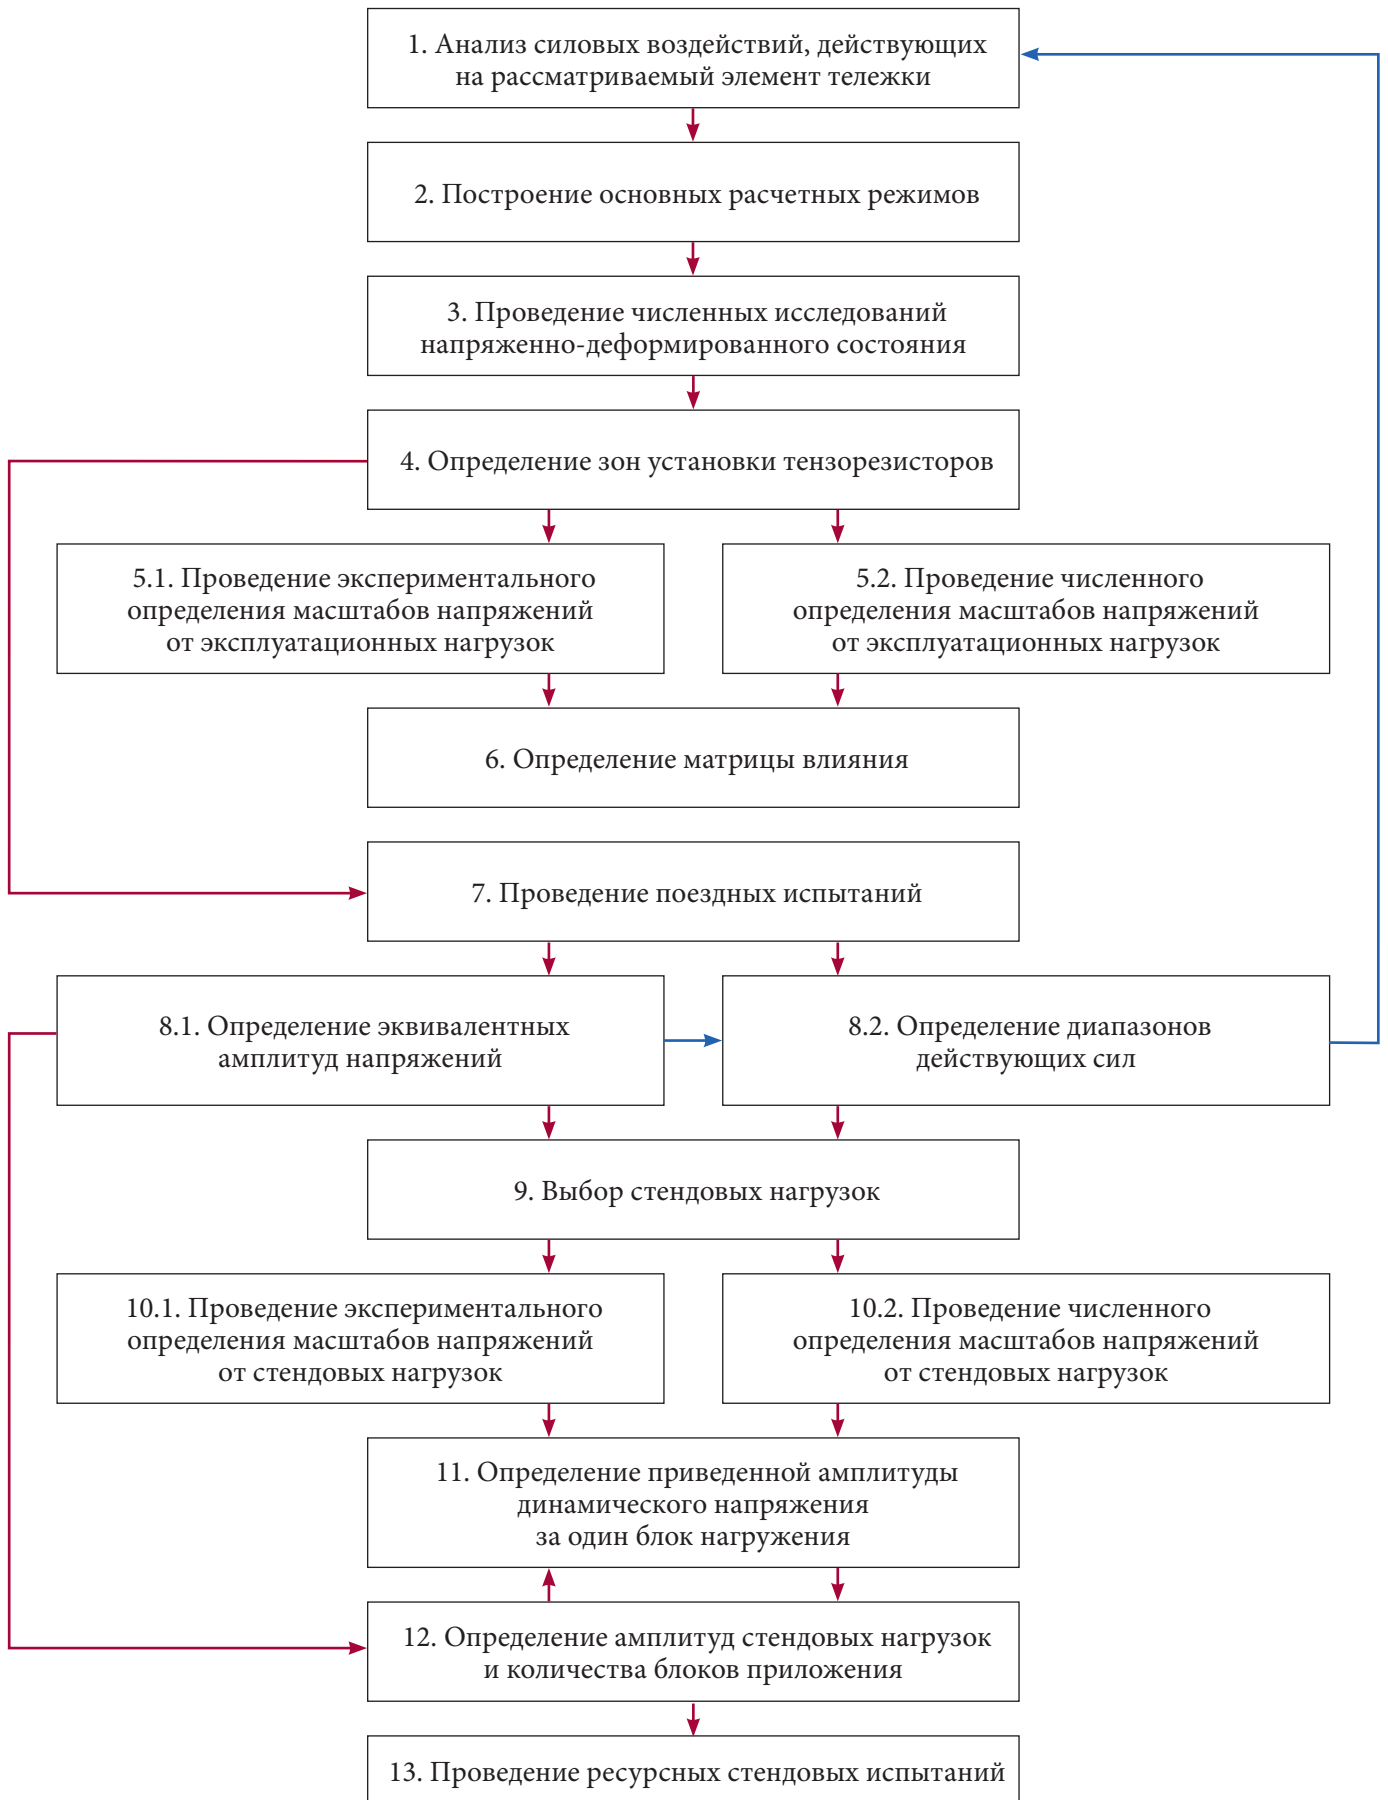 1. Анализ силовых воздействий, действующих
на рассматриваемый элемент тележки
2. Построение основных расчетных режимов
3. Проведение численных исследований
напряженно-деформированного состояния
4. Определение зон установки тензорезисторов
5.1. Проведение экспериментального
определения масштабов напряжений
от эксплуатационных нагрузок
5.2. Проведение численного
определения масштабов напряжений
от эксплуатационных нагрузок
6. Определение матрицы влияния
7. Проведение поездных испытаний
8.1. Определение эквивалентных
амплитуд напряжений
8.2. Определение диапазонов
действующих сил
9. Выбор стендовых нагрузок
10.1. Проведение экспериментального
определения масштабов напряжений
от стендовых нагрузок
10.2. Проведение численного
определения масштабов напряжений
от стендовых нагрузок
11. Определение приведенной амплитуды
динамического напряжения
за один блок нагружения
12. Определение амплитуд стендовых нагрузок
и количества блоков приложения
13. Проведение ресурсных стендовых испытаний